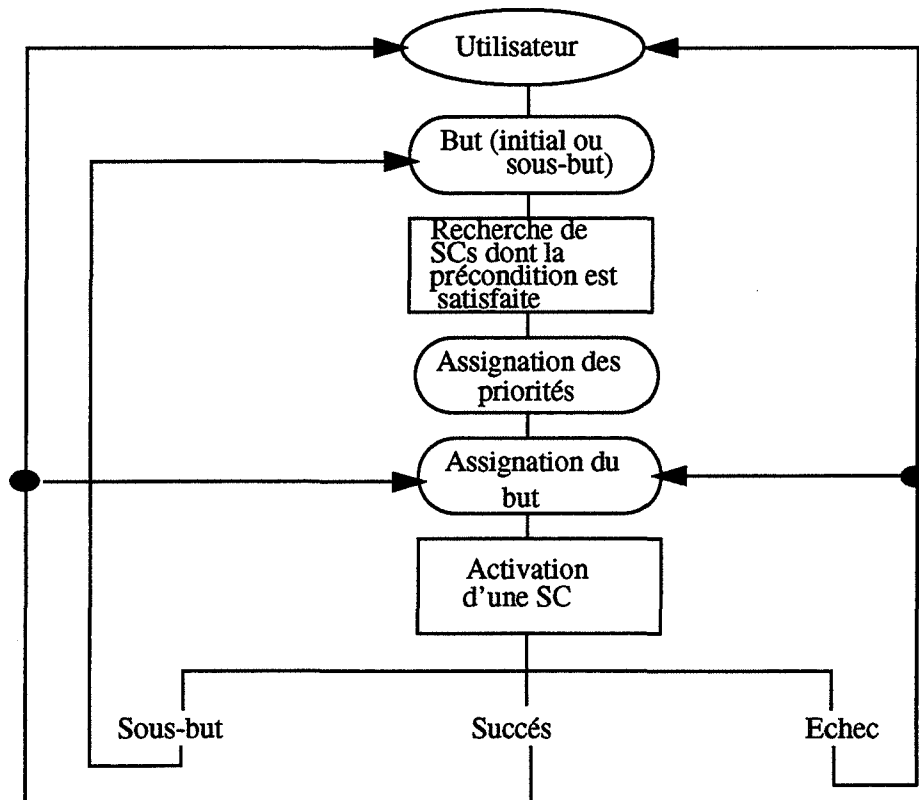 Utilisateur
But (initial ou
sous-but)
Recherche de
SCs dont la
précondition est
satisfaite
Assignation des
priorités
Assignation du
but
Activation
d'une SC
Sous-but
Succés
Echec